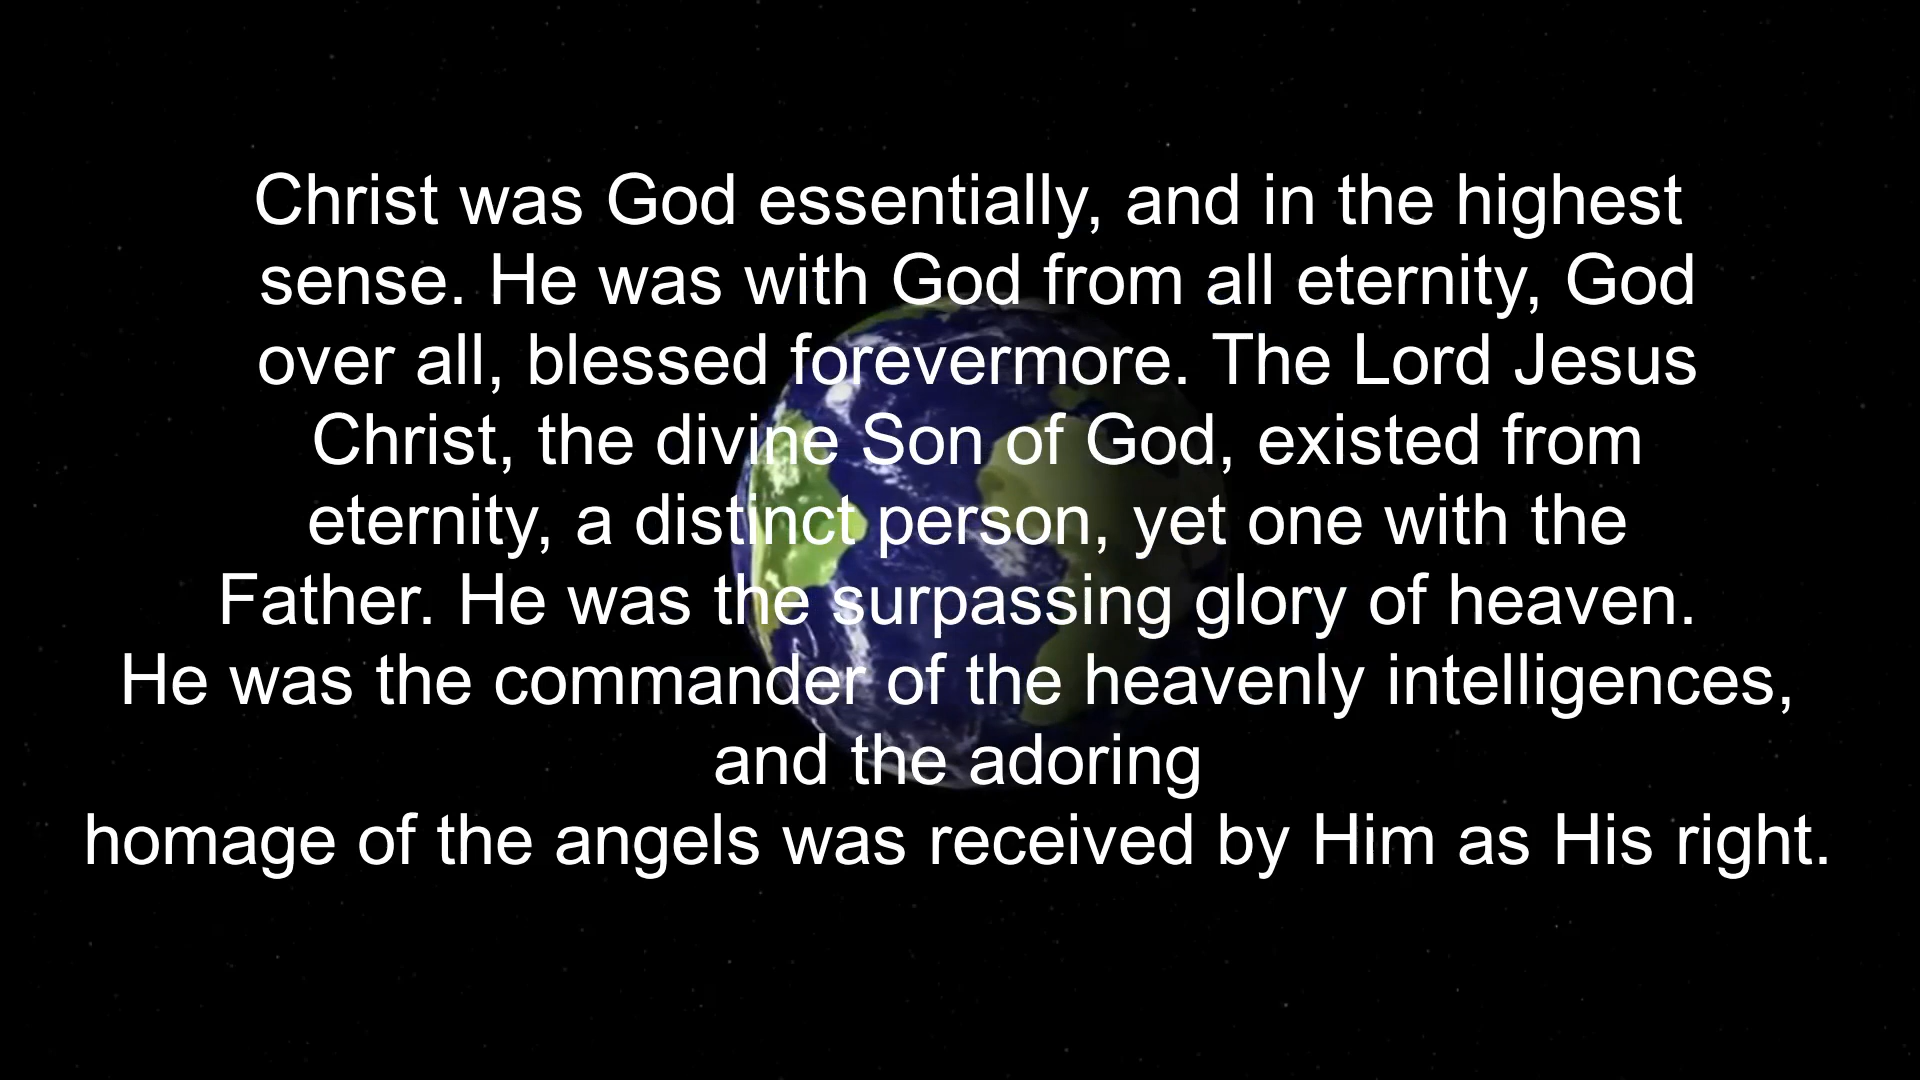 Christ was God essentially, and in the highest
sense. He was with God from all eternity, God
over all, blessed forevermore. The Lord Jesus
Christ, the divine Son of God, existed from
eternity, a distinct person, yet one with the
Father. He was the surpassing glory of heaven.
He was the commander of the heavenly intelligences,
and the adoring
homage of the angels was received by Him as His right.